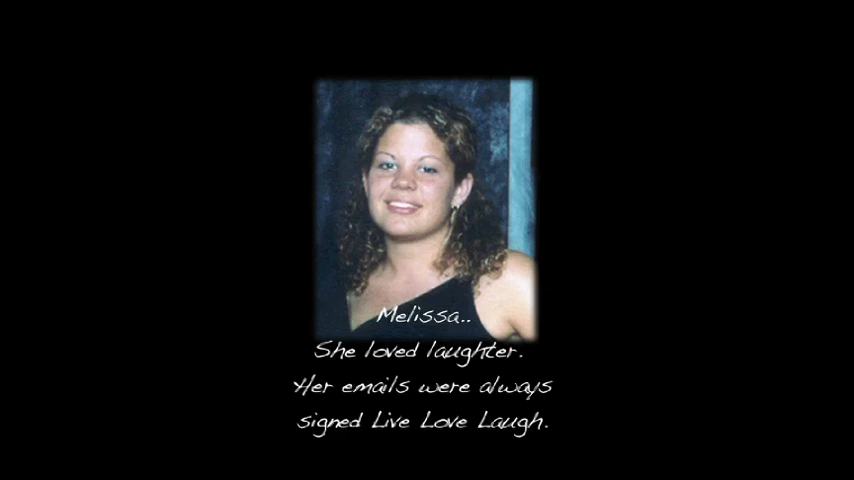 Melissa..
She loved laughter.
Her emails were always
signed Live Love Laugh.